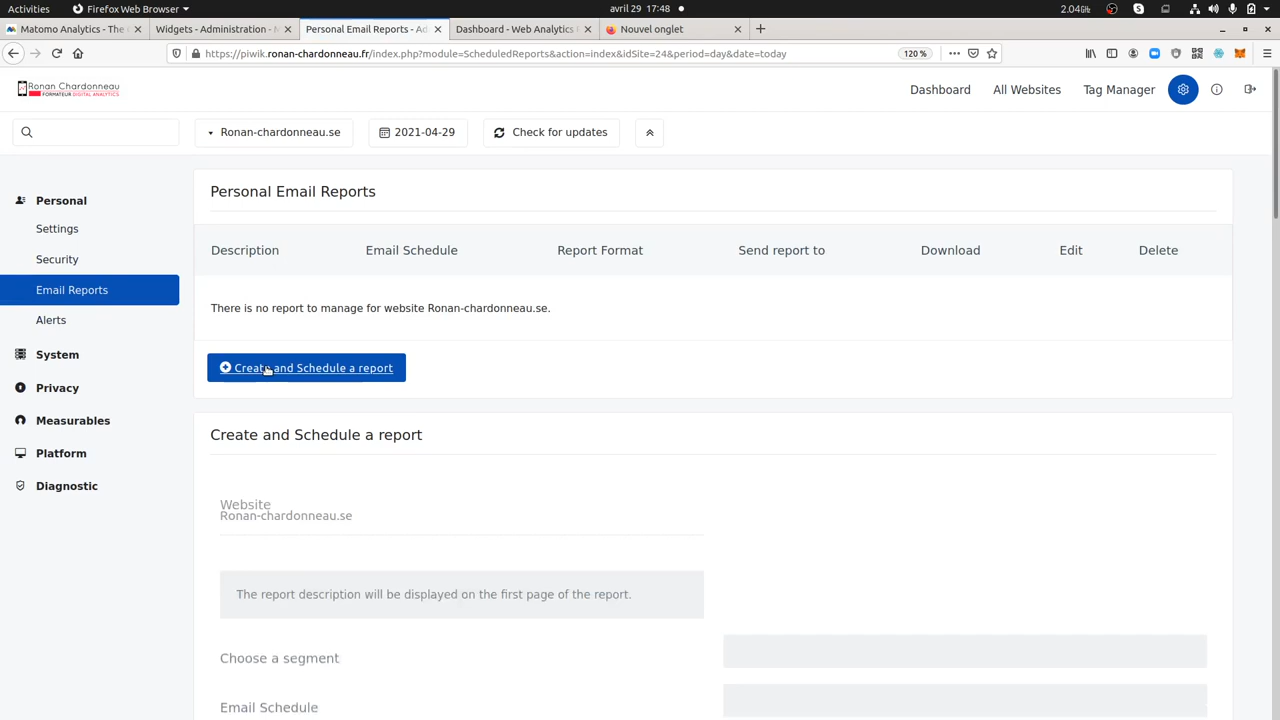 Activities
Firefox Web Browser
avril 29 17:48
2.04
Matomo Analytics - The
Widgets - Administration -
Personal Email Reports - Ad
Dashboard - Web Analytics
Nouvel onglet
https://piwik.ronan-chardonneau.fr/index.php?module=ScheduledReports&action=index&idSite=24&period=day&date=today
120 %
Ronan Chardonneau
FORMATEUR DIGITAL ANALYTICS
Dashboard
All Websites
Tag Manager
Ronan-chardonneau.se
2021-04-29
Check for updates
Personal
Settings
Security
Email Reports
Alerts
System
Privacy
Measurables
Platform
Diagnostic
Personal Email Reports
Description Email Schedule Report Format Send report to Download Edit Delete
There is no report to manage for website Ronan-chardonneau.se.
Create and Schedule a report
Create and Schedule a report
Website
Ronan-chardonneau.se
The report description will be displayed on the first page of the report.
Choose a segment
Email Schedule